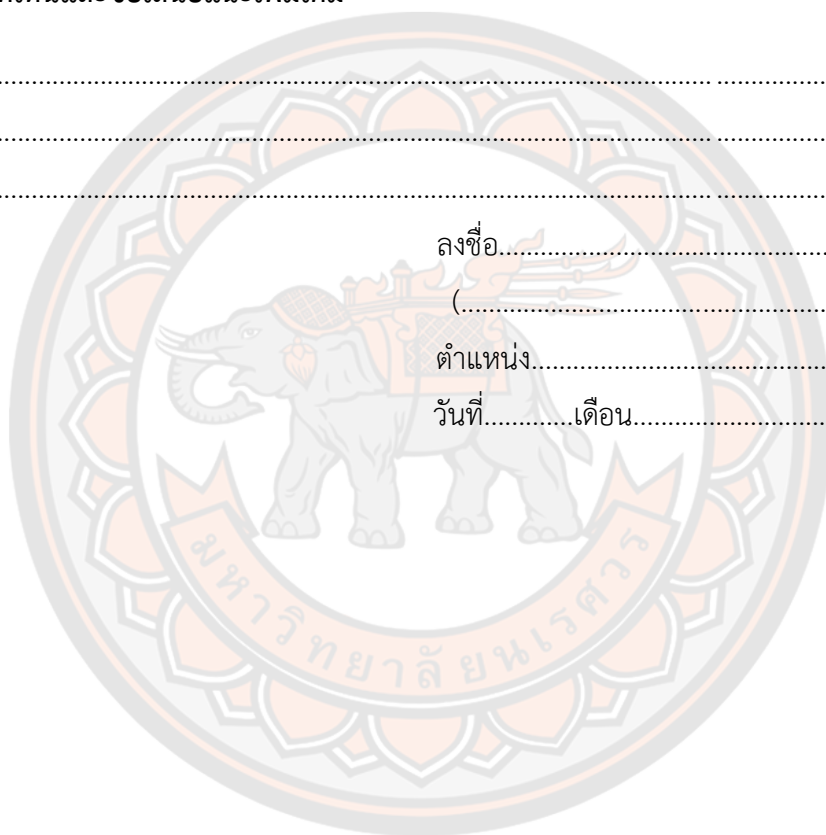 ................................................................................................... ................
................................................................................................... ................
................................................................................................... ................
ลงชื่อ................................................
(................................................
ตำแหน่ง............................................
วันที่.............เดือน............................
มหาวิทยาลัยนเรศวร